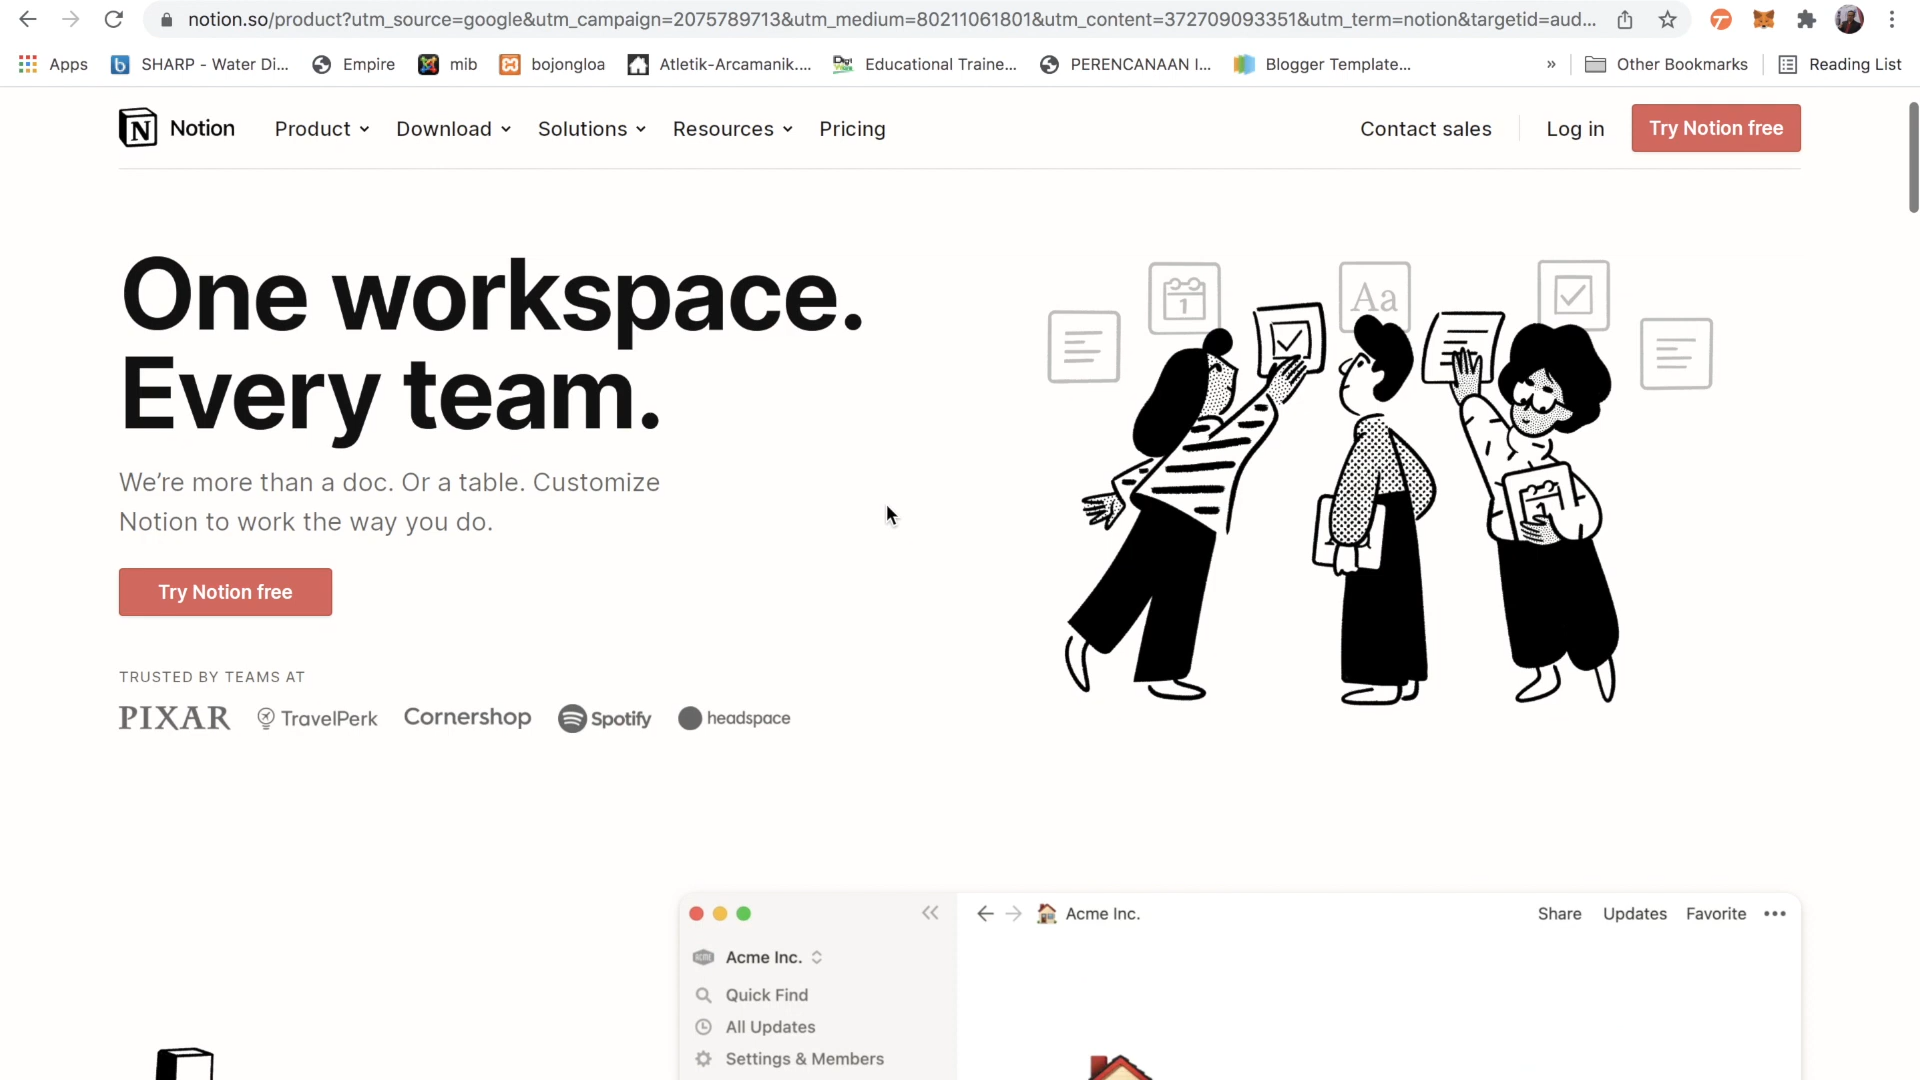 notion.so/product?utm_source=google&utm_campaign=2075789713&utm_medium=80211061801&utm_content=372709093351&utm_term=notion&targetid=aud...
Apps
SHARP - Water Di...
Empire
mib
bojongloa
Atletik-Arcamanik....
Educational Traine...
PERENCANAAN I...
Blogger Template...
»
Other Bookmarks
Reading List
Notion
Product
Download
Solutions
Resources
Pricing
Contact sales
Log in
Try Notion free
One workspace.
Every team.
We’re more than a doc. Or a table. Customize
Notion to work the way you do.
Try Notion free
1
Aa
TRUSTED BY TEAMS AT
PIXAR
TravelPerk
Cornershop
Spotify
headspace
Acme Inc.
Share
Updates
Favorite
Acme Inc.
Quick Find
All Updates
Settings & Members